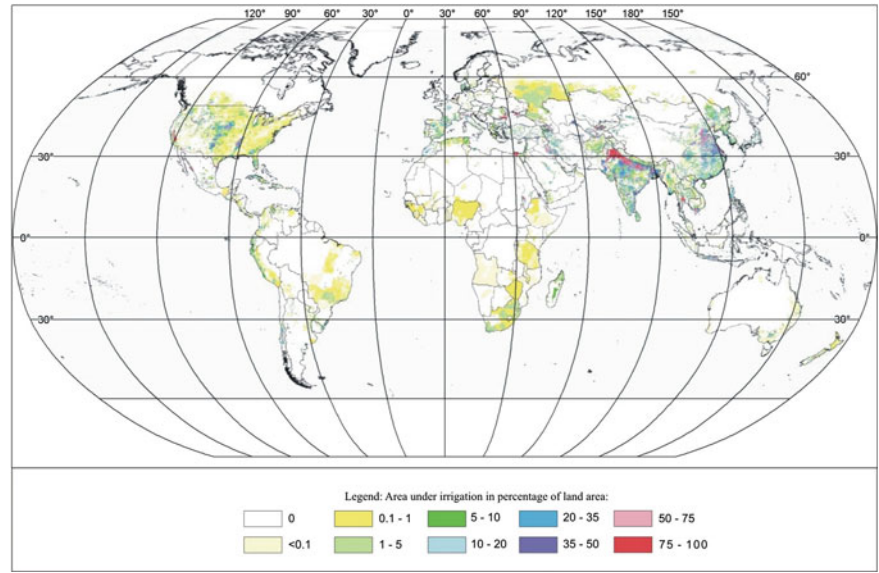 120° 90° 60° 30° 0° 30° 60° 90° 120° 180° 150°
60°
30° 30°
0° 0°
30° 30°
Legend: Area under irrigation in percentage of land area:
0 0.1 - 1 5 - 10 20 - 35 50 - 75
<0.1 1 - 5 10 - 20 35 - 50 75 - 100